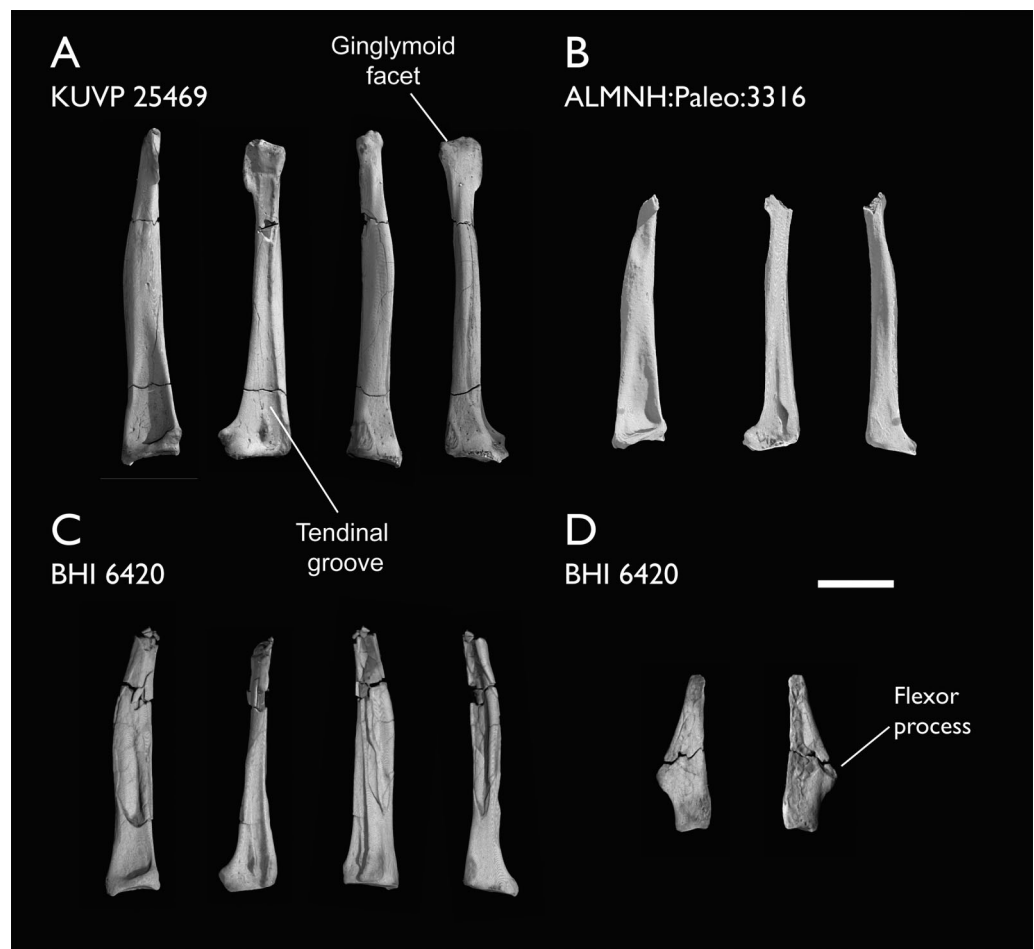 A
KUVP 25469
Ginglymoid
facet
B
ALMNH:Paleo:3316
Tendinal
groove
C
BHI 6420
D
BHI 6420
Flexor
process